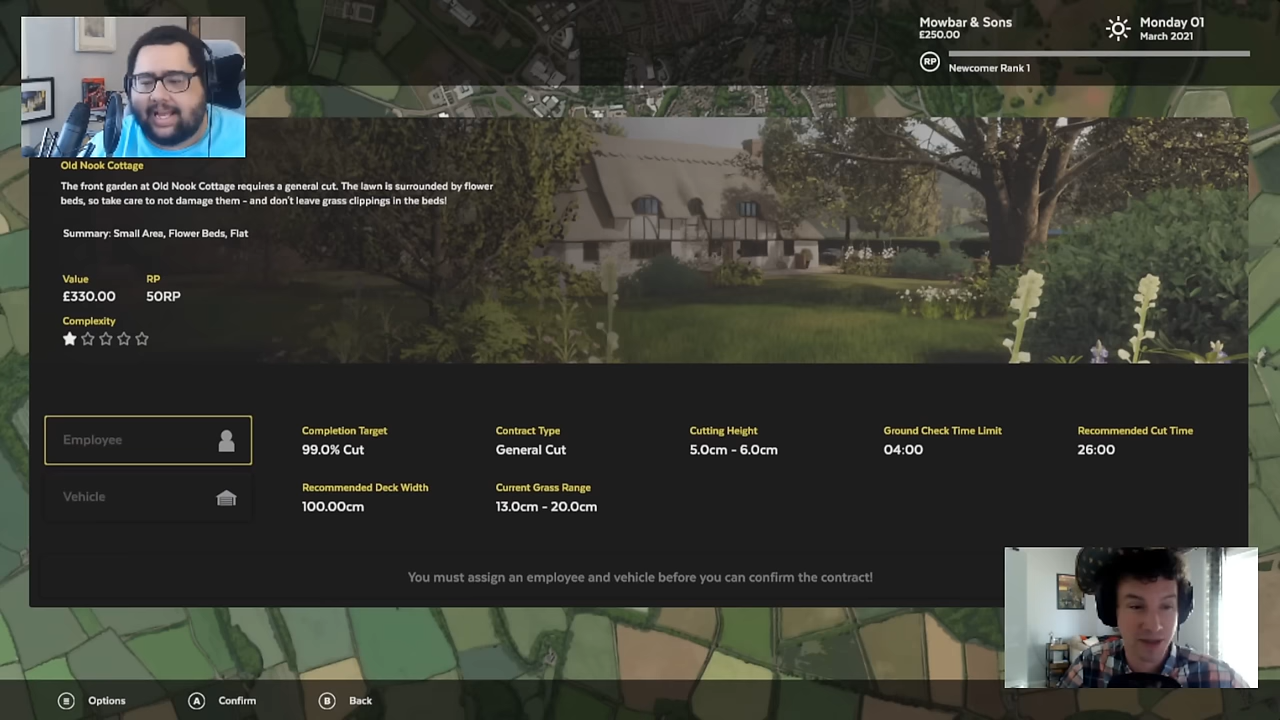 Mowbar & Sons
£250.00
Monday 01
March 2021
RP
Newcomer Rank 1
Old Nook Cottage
The front garden at Old Nook Cottage requires a general cut. The lawn is surrounded by flower
beds, so take care to not damage them - and don't leave grass clippings in the beds!
Summary: Small Area, Flower Beds, Flat
Value
RP
£330.00
50RP
Complexity
Employee
Vehicle
Completion Target
99.0% Cut
Contract Type
General Cut
Cutting Height
5.0cm - 6.0cm
Ground Check Time Limit
04:00
Recommended Cut Time
26:00
Recommended Deck Width
100.00cm
Current Grass Range
13.0cm - 20.0cm
You must assign an employee and vehicle before you can confirm the contract!
Options
A Confirm
B Back